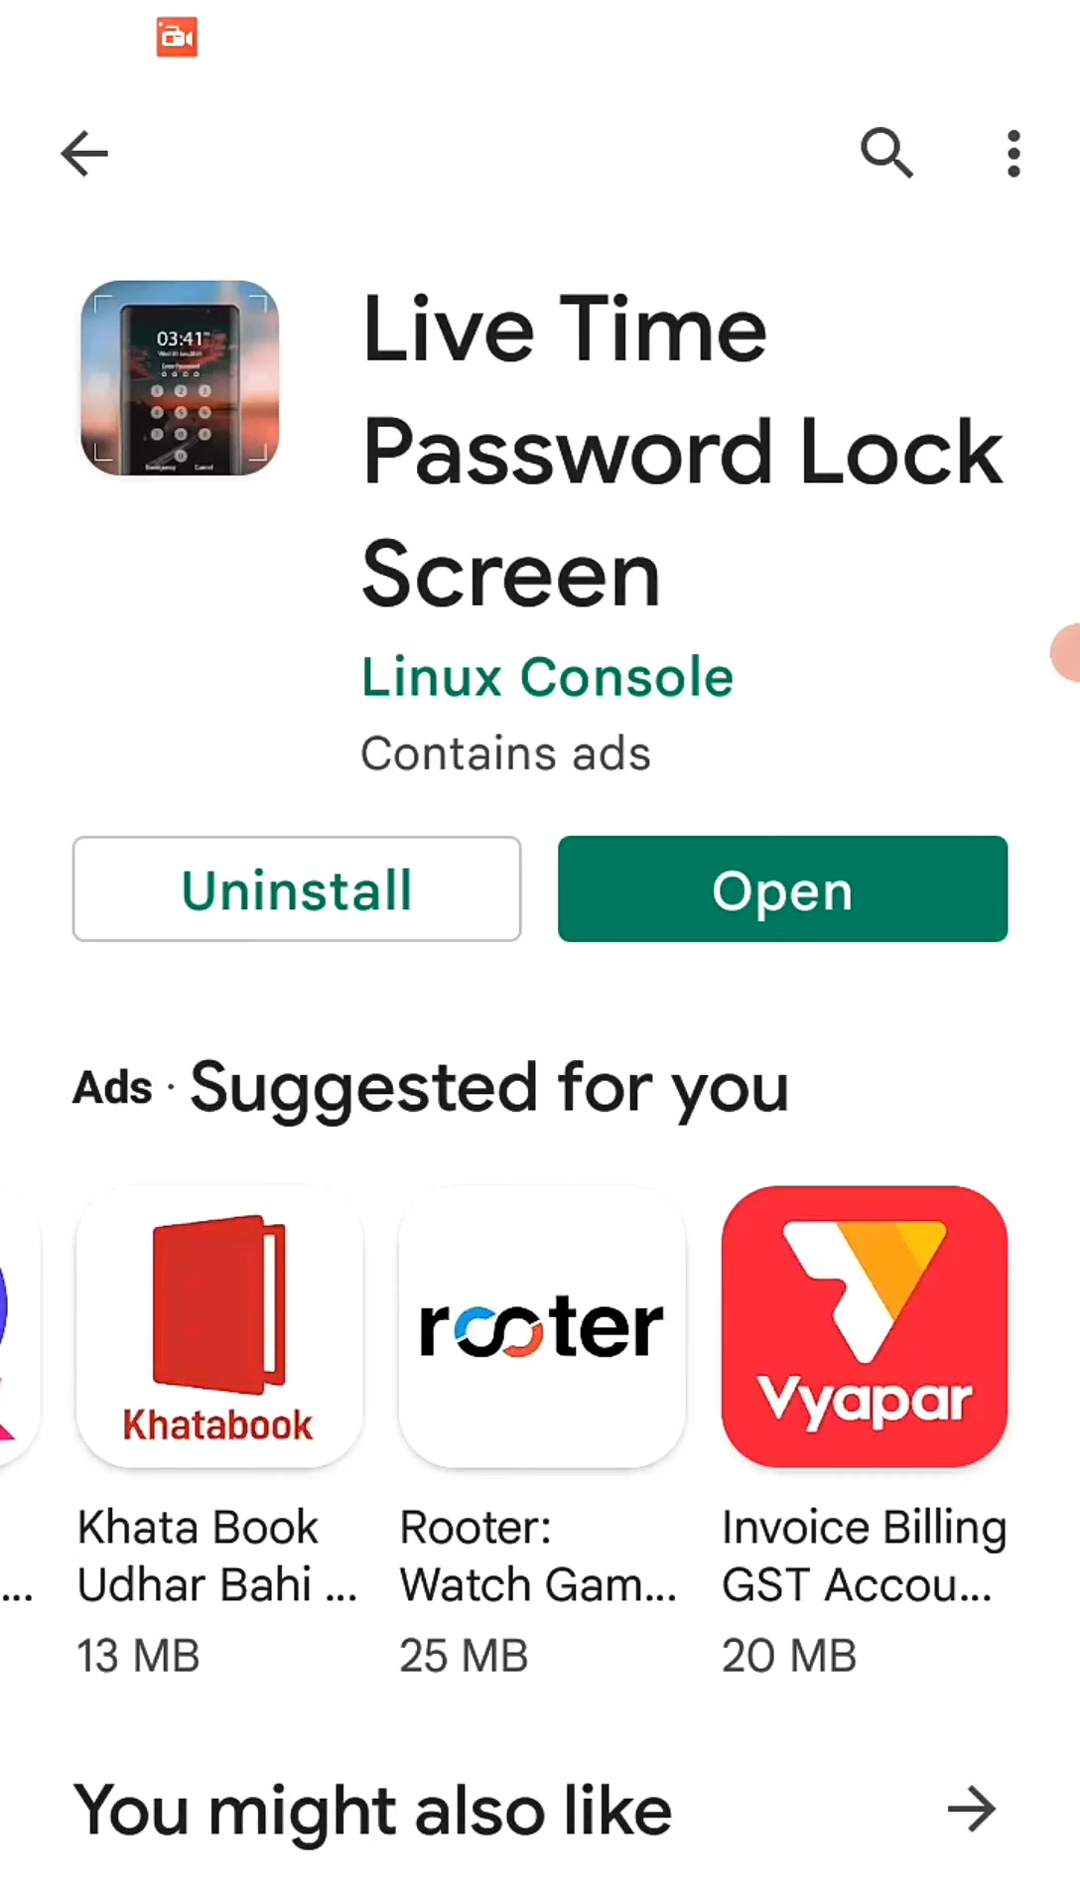 03:41
Live Time
Password Lock
Screen
Linux Console
Contains ads
Uninstall
Open
Ads · Suggested for you
Khatabook
rooter
Vyapar
Khata Book
Udhar Bahi ...
13 MB
Rooter:
Watch Gam...
25 MB
Invoice Billing
GST Accou...
20 MB
You might also like